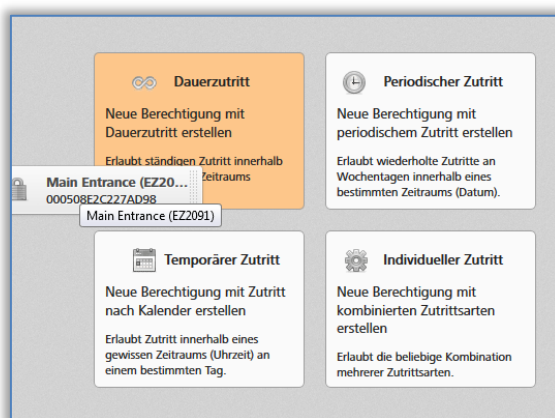 Dauerzutritt
Neue Berechtigung mit
Dauerzutritt erstellen
Erlaubt ständigen Zutritt innerhalb
Zeitraums
Main Entrance (EZ20...
000508E2C227AD98
Main Entrance (EZ2091)
Periodischer Zutritt
Neue Berechtigung mit
periodischem Zutritt erstellen
Erlaubt wiederholte Zutritte an
Wochentagen innerhalb eines
bestimmten Zeitraums (Datum).
Temporärer Zutritt
Neue Berechtigung mit Zutritt
nach Kalender erstellen
Erlaubt Zutritt innerhalb eines
gewissen Zeitraums (Uhrzeit) an
einem bestimmten Tag.
Individueller Zutritt
Neue Berechtigung mit
kombinierten Zutrittsarten
erstellen
Erlaubt die beliebige Kombination
mehrerer Zutrittsarten.